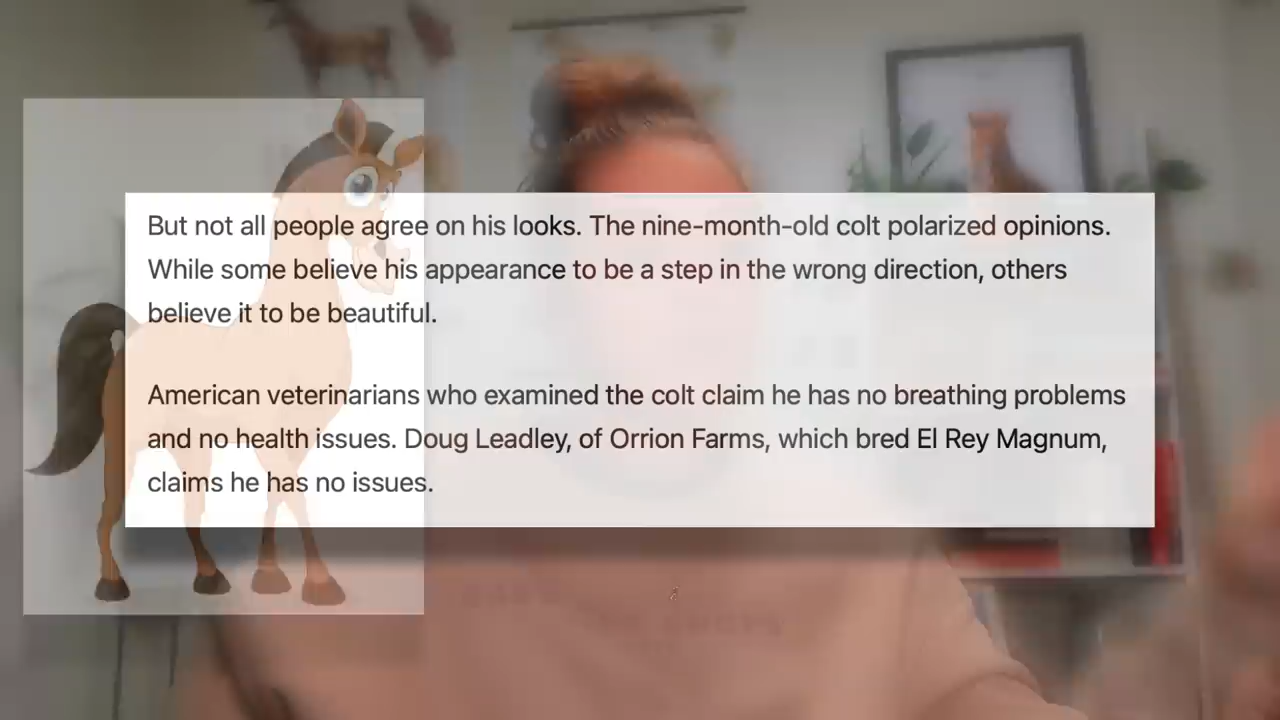 But not all people agree on his looks. The nine-month-old colt polarized opinions.
While some believe his appearance to be a step in the wrong direction, others
believe it to be beautiful.
American veterinarians who examined the colt claim he has no breathing problems
and no health issues. Doug Leadley, of Orrion Farms, which bred El Rey Magnum,
claims he has no issues.